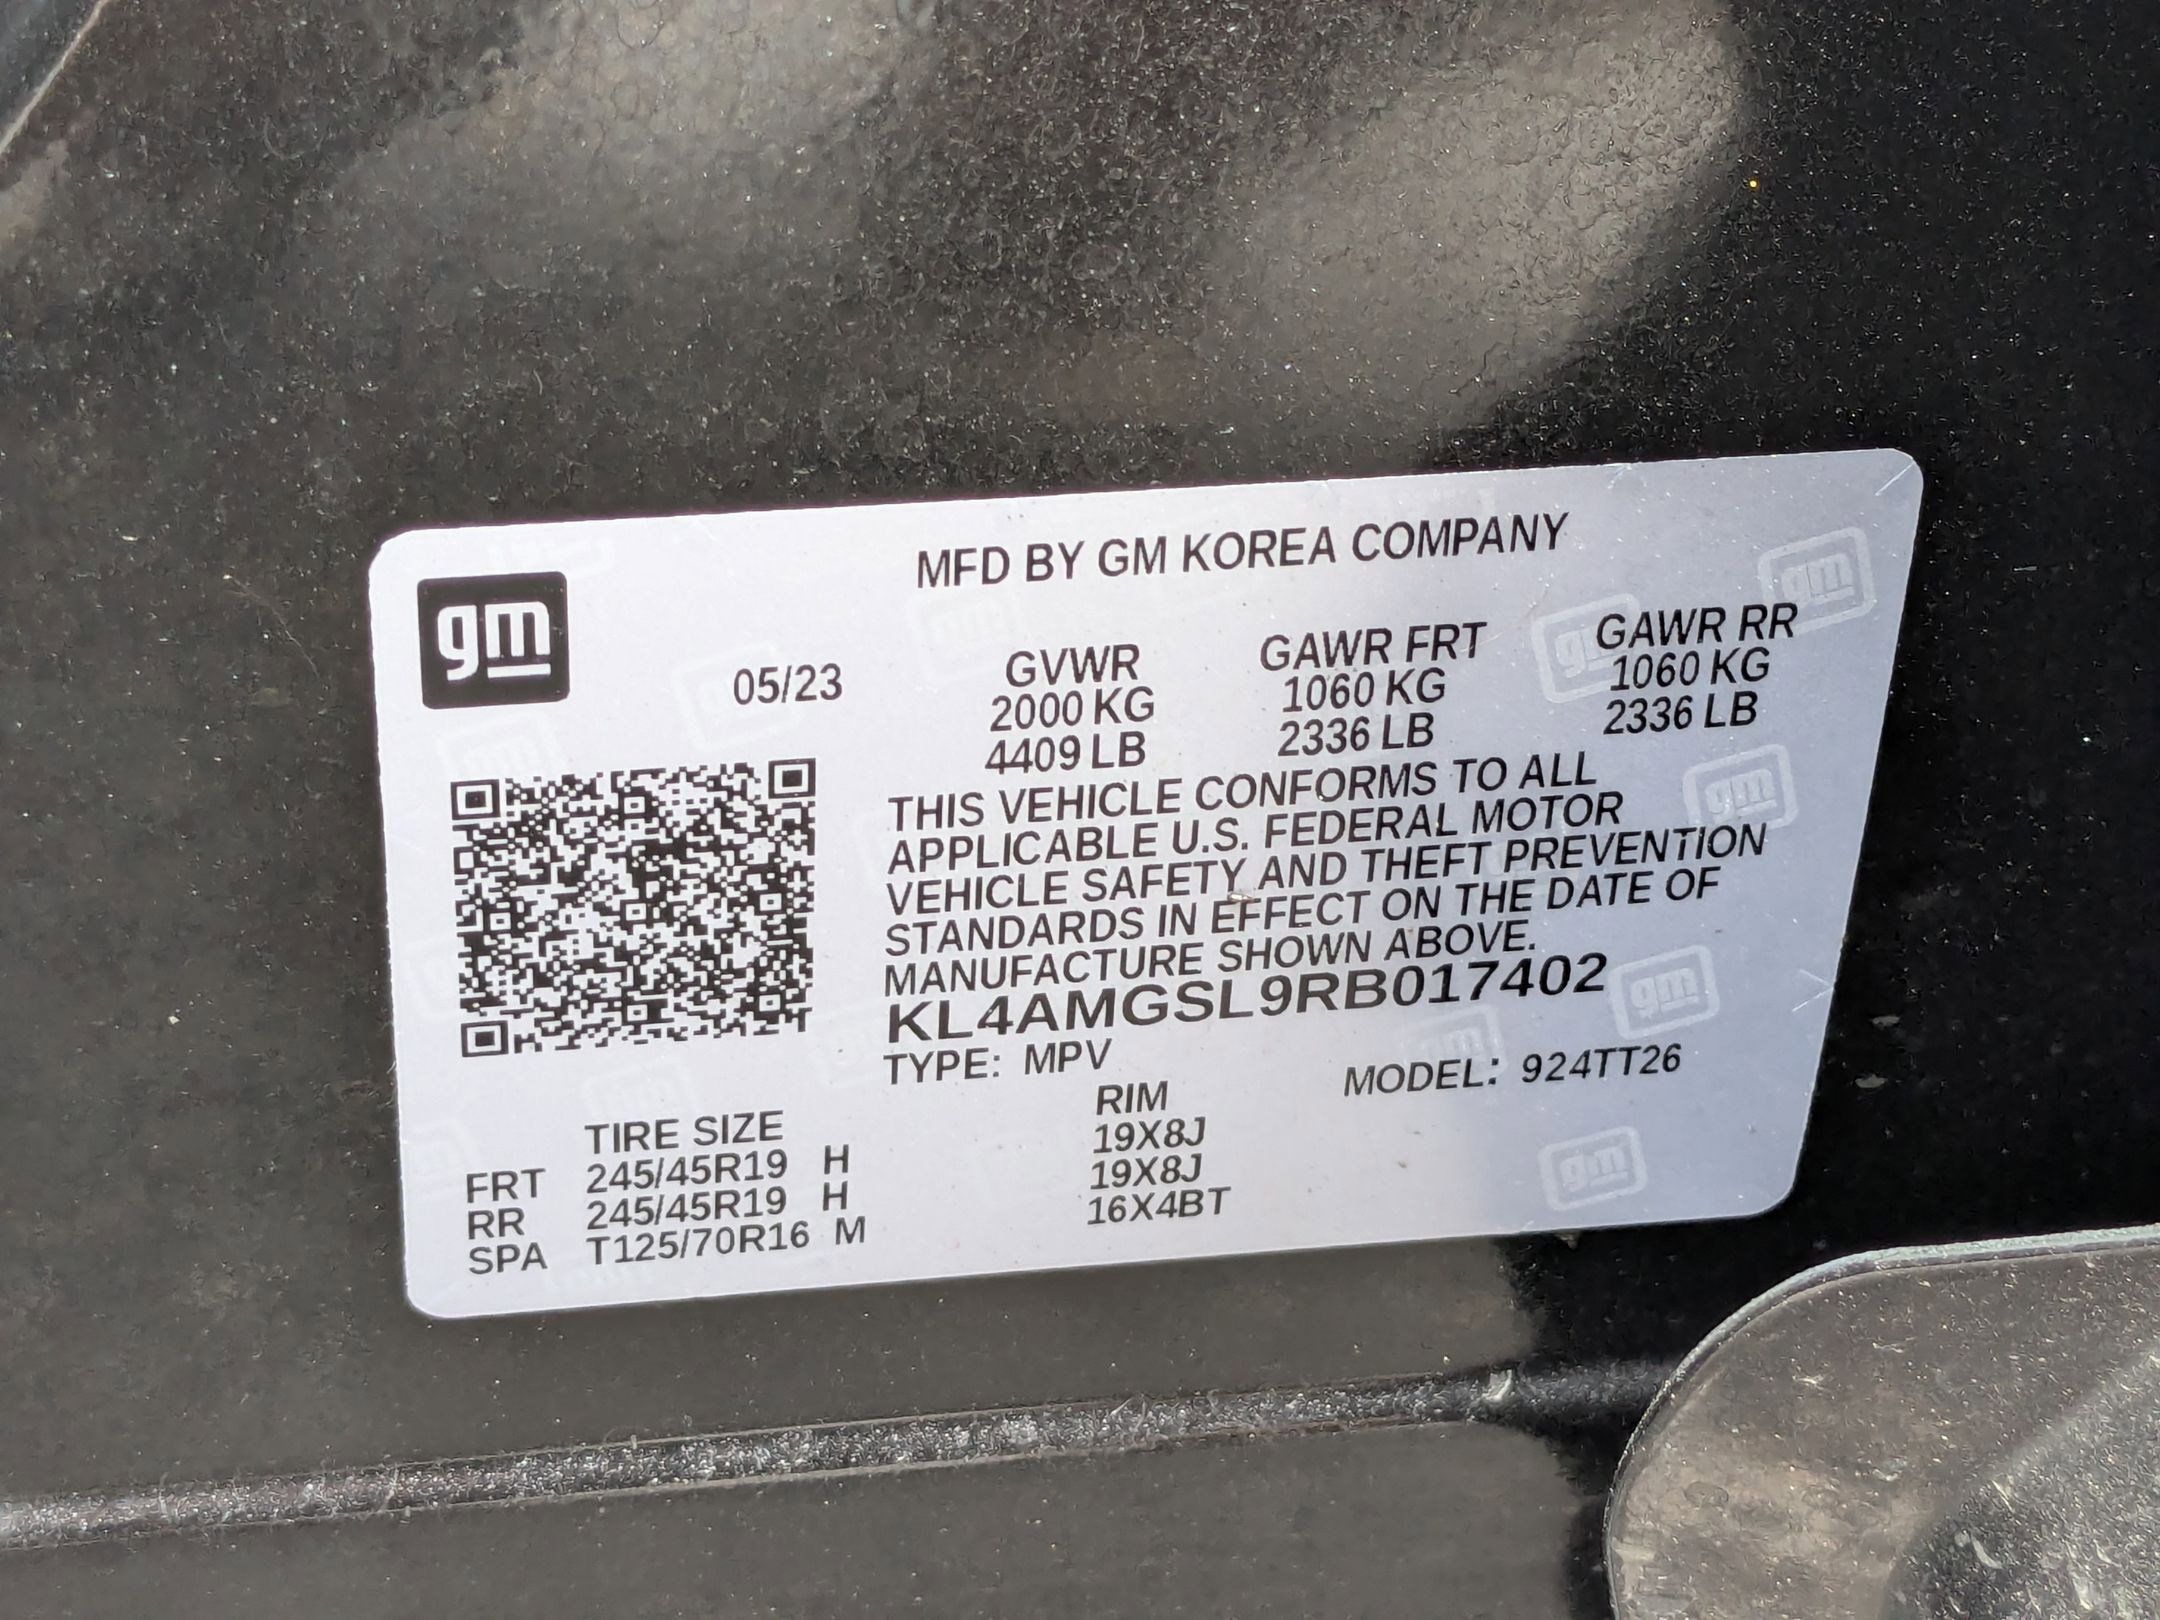 gm
MFD BY GM KOREA COMPANY
05/23
GVWR GAWR FRT GAWR RR
2000 KG 1060 KG 1060 KG
4409 LB 2336 LB 2336 LB
THIS VEHICLE CONFORMS TO ALL
APPLICABLE U.S. FEDERAL MOTOR
VEHICLE SAFETY AND THEFT PREVENTION
STANDARDS IN EFFECT ON THE DATE OF
MANUFACTURE SHOWN ABOVE.
KL4AMGSL9RB017402
TYPE: MPV MODEL: 924TT26
TIRE SIZE RIM
FRT 245/45R19 H 19X8J
RR 245/45R19 H 19X8J
SPA T125/70R16 M 16X4BT